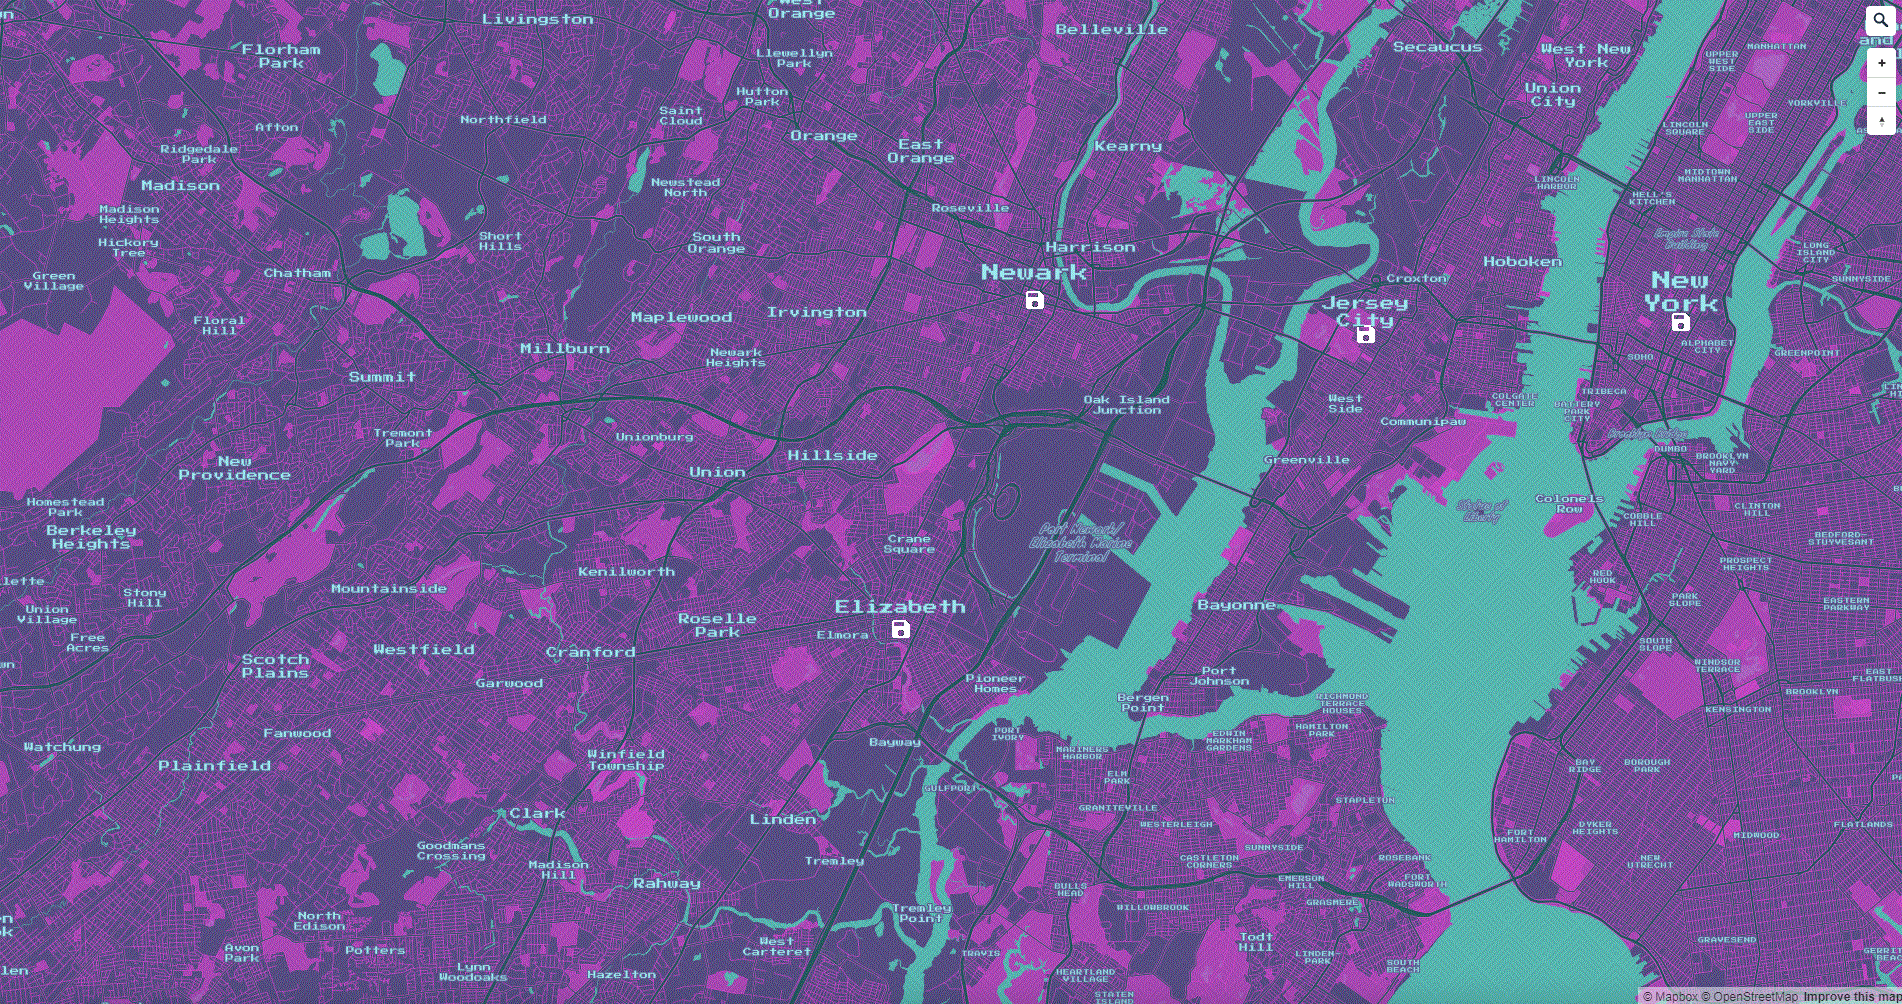 Livingston
West
Orange
Belleville
Florham
Park
Llewellyn
Park
Secaucus
West New
York
MANHATTAN
UPPER
WEST
SIDE
Hutton
Park
Union
City
YORKVILLE
Saint
Cloud
Northfield
Afton
Orange
East
Orange
Kearny
LINCOLN
SQUARE
UPPER
EAST
SIDE
Ridgedale
Park
Madison
Newstead
North
LINCOLN
HARBOR
MIDTOWN
MANHATTAN
HELL'S
KITCHEN
Madison
Heights
Roseville
Hickory
Tree
Short
Hills
South
Orange
Harrison
Empire State
Building
LONG
ISLAND
CITY
Green
Village
Chatham
Newark
Hoboken
Croxton
New
York
SUNNYSIDE
Floral
Hill
Maplewood
Irvington
Jersey
City
Millburn
Newark
Heights
SOHO
ALPHABET
CITY
GREENPOINT
Summit
Oak Island
Junction
West
Side
COLGATE
CENTER
TRIBECA
BATTERY
PARK
CITY
Communipaw
Tremont
Park
Unionburg
Hillside
Union
Greenville
DUMBO
BROOKLYN
NAVY
YARD
New
Providence
Homestead
Park
Berkeley
Heights
Colonels
Row
Statue of
Liberty
COBBLE
HILL
CLINTON
HILL
Port Newark/
Elizabeth Marine
Terminal
Crane
Square
BEDFORD-
STUYVESANT
PROSPECT
HEIGHTS
Kenilworth
Mountainside
Stony
Hill
Union
Village
Free
Acres
Elizabeth
Elmora
Bayonne
RED
HOOK
PARK
SLOPE
EASTERN
PARKWAY
Roselle
Park
Westfield
Cranford
SOUTH
SLOPE
Scotch
Plains
Garwood
Pioneer
Homes
Port
Johnson
WINDSOR
TERRACE
EAST
FLATBUSH
Bergen
Point
RICHMOND
TERRACE
HOUSES
BROOKLYN
KENSINGTON
Fanwood
Watchung
Plainfield
Winfield
Township
Bayway
PORT
IVORY
MARINERS
HARBOR
EDWIN
MARKHAM
GARDENS
HAMILTON
PARK
BAY
RIDGE
BOROUGH
PARK
GULFPORT
ELM
PARK
Clark
Linden
GRANITEVILLE
STAPLETON
WESTERLEIGH
FORT
HAMILTON
DYKER
HEIGHTS
MIDWOOD
FLATLANDS
Goodmans
Crossing
Madison
Hill
Tremley
CASTLETON
CORNERS
SUNNYSIDE
ROSEBANK
NEW
UTRECHT
Rahway
BULLS
HEAD
EMERSON
HILL
FORT
WADSWORTH
Tremley
Point
WILLOWBROOK
GRASMERE
North
Edison
Avon
Park
Potters
West
Carteret
TRAVIS
Todt
Hill
LINDEN-
PARK
SOUTH
BEACH
GRAVESEND
Lynn
Woodoaks
Hazelton
HEARTLAND
VILLAGE
STATEN
ISLAND
© Mapbox © OpenStreetMap Improve this map